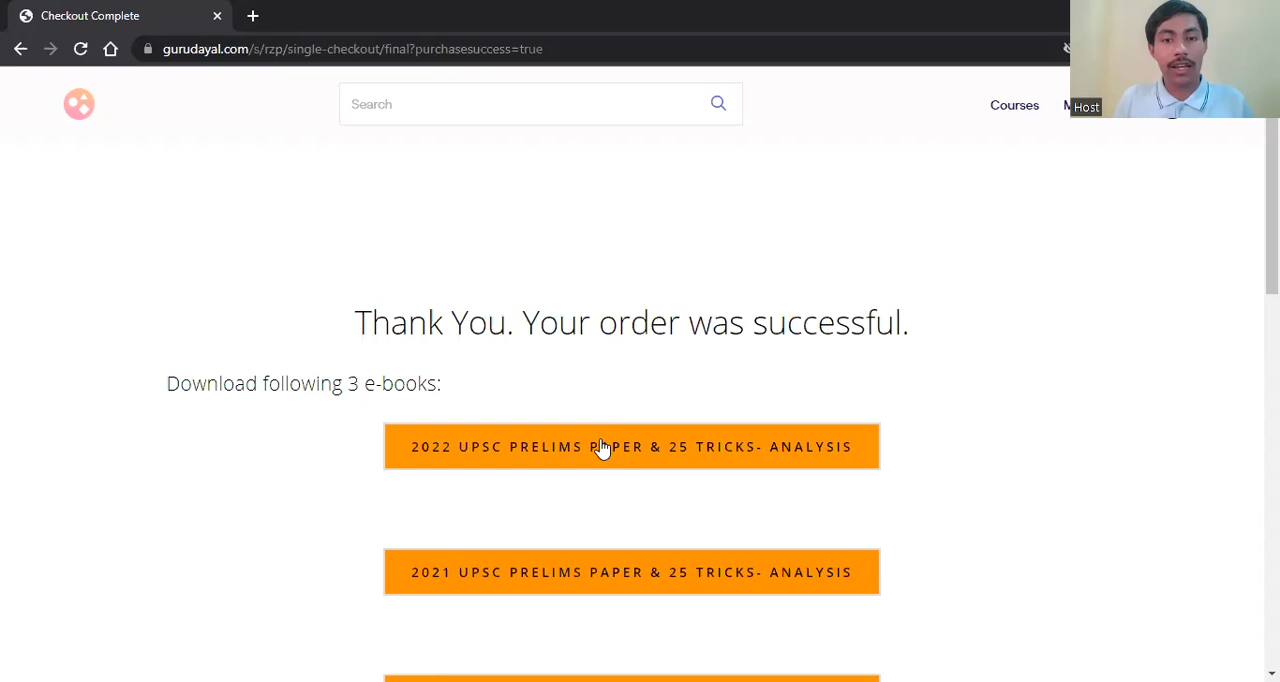 Checkout Complete
gurudayal.com/s/rzp/single-checkout/final?purchasesuccess=true
Search
Courses
Host
Thank You. Your order was successful.
Download following 3 e-books:
2022 UPSC PRELIMS PAPER & 25 TRICKS- ANALYSIS
2021 UPSC PRELIMS PAPER & 25 TRICKS- ANALYSIS